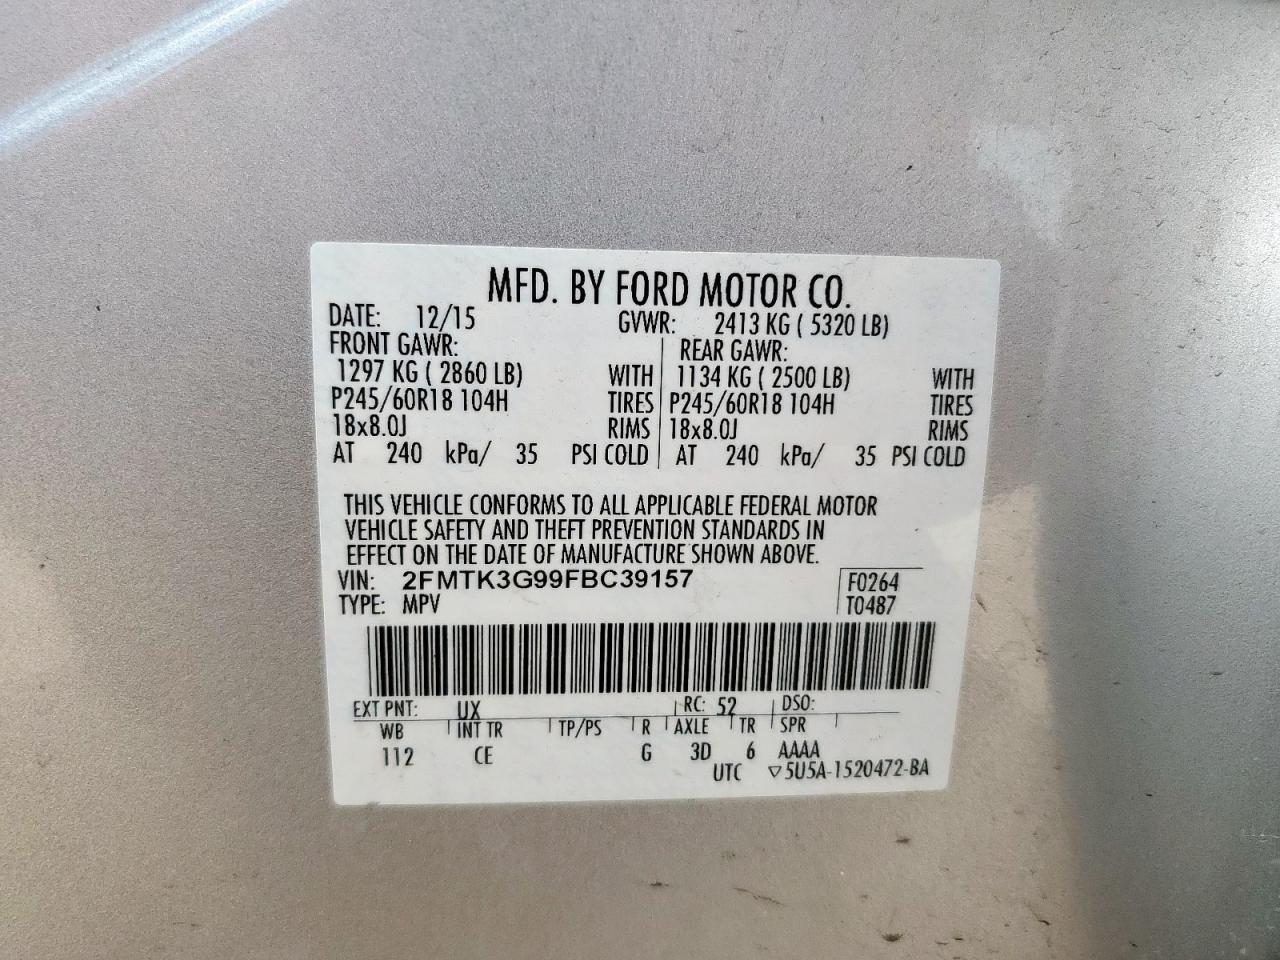 MFD. BY FORD MOTOR CO.
DATE: 12/15 GVWR: 2413 KG ( 5320 LB)
FRONT GAWR: REAR GAWR:
1297 KG ( 2860 LB) WITH 1134 KG ( 2500 LB) WITH
P245/60R18 104H TIRES P245/60R18 104H TIRES
18x8.0J RIMS 18x8.0J RIMS
AT 240 kPa/ 35 PSI COLD AT 240 kPa/ 35 PSI COLD
THIS VEHICLE CONFORMS TO ALL APPLICABLE FEDERAL MOTOR
VEHICLE SAFETY AND THEFT PREVENTION STANDARDS IN
EFFECT ON THE DATE OF MANUFACTURE SHOWN ABOVE.
VIN: 2FMTK3G99FBC39157 F0264
TYPE: MPV T0487
EXT PNT: UX RC: 52 DSO:
WB INT TR TP/PS R AXLE TR SPR
112 CE G 3D 6 AAAA
UTC ▽5U5A-1520472-BA